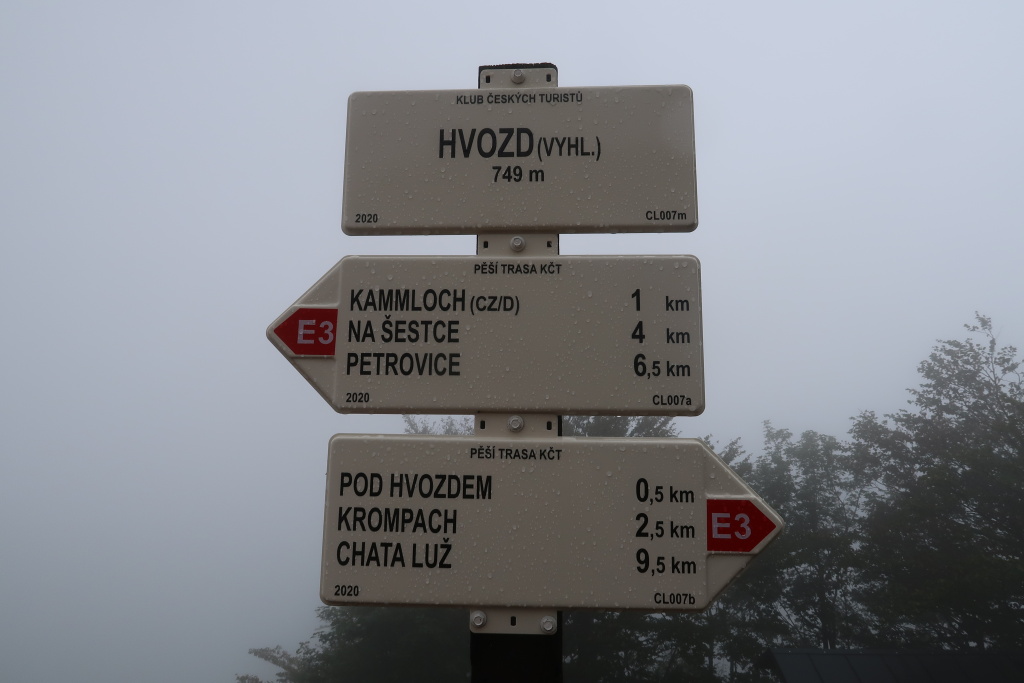 KLUB ČESKÝCH TURISTŮ
HVOZD (VYHL.)
749 m
2020 CL007m
PĚŠÍ TRASA KČT
KAMMLOCH (CZ/D) 1 km
E3 NA ŠESTCE 4 km
PETROVICE 6,5 km
2020 CL007a
PĚŠÍ TRASA KČT
POD HVOZDEM 0,5 km
KROMPACH 2,5 km E3
CHATA LUŽ 9,5 km
2020 CL007b